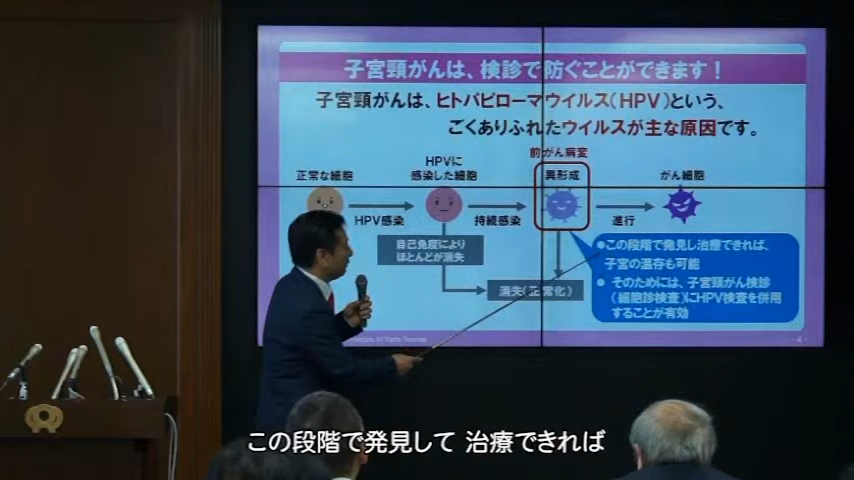 子宮頸がんは、検診で防ぐことができます！
子宮頸がんは、ヒトパピローマウイルス（HPV）という、
ごくありふれたウイルスが主な原因です。
前がん病変
正常な細胞
HPVに
感染した細胞
異形成
がん細胞
HPV感染
持続感染
進行
自己免疫により
ほとんどが消失
消失（正常化）
●この段階で発見し治療できれば、
子宮の温存も可能
● そのためには、子宮頸がん検診
（細胞診検査）にHPV検査を併用
することが有効
All Rights Reserved.
- 4 -
この段階で発見して 治療できれば